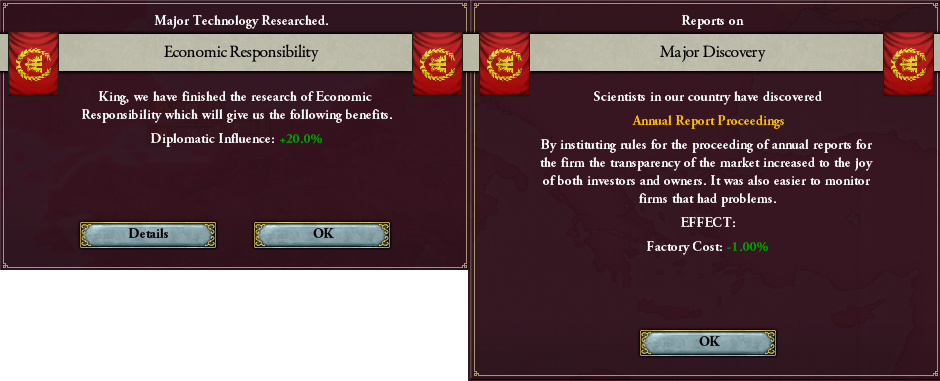 Major Technology Researched.
Economic Responsibility
King, we have finished the research of Economic
Responsibility which will give us the following benefits.
Diplomatic Influence: +20.0%
Details
OK
Reports on
Major Discovery
Scientists in our country have discovered
Annual Report Proceedings
By instituting rules for the proceeding of annual reports for
the firm the transparency of the market increased to the joy
of both investors and owners. It was also easier to monitor
firms that had problems.
EFFECT:
Factory Cost: -1.00%
OK